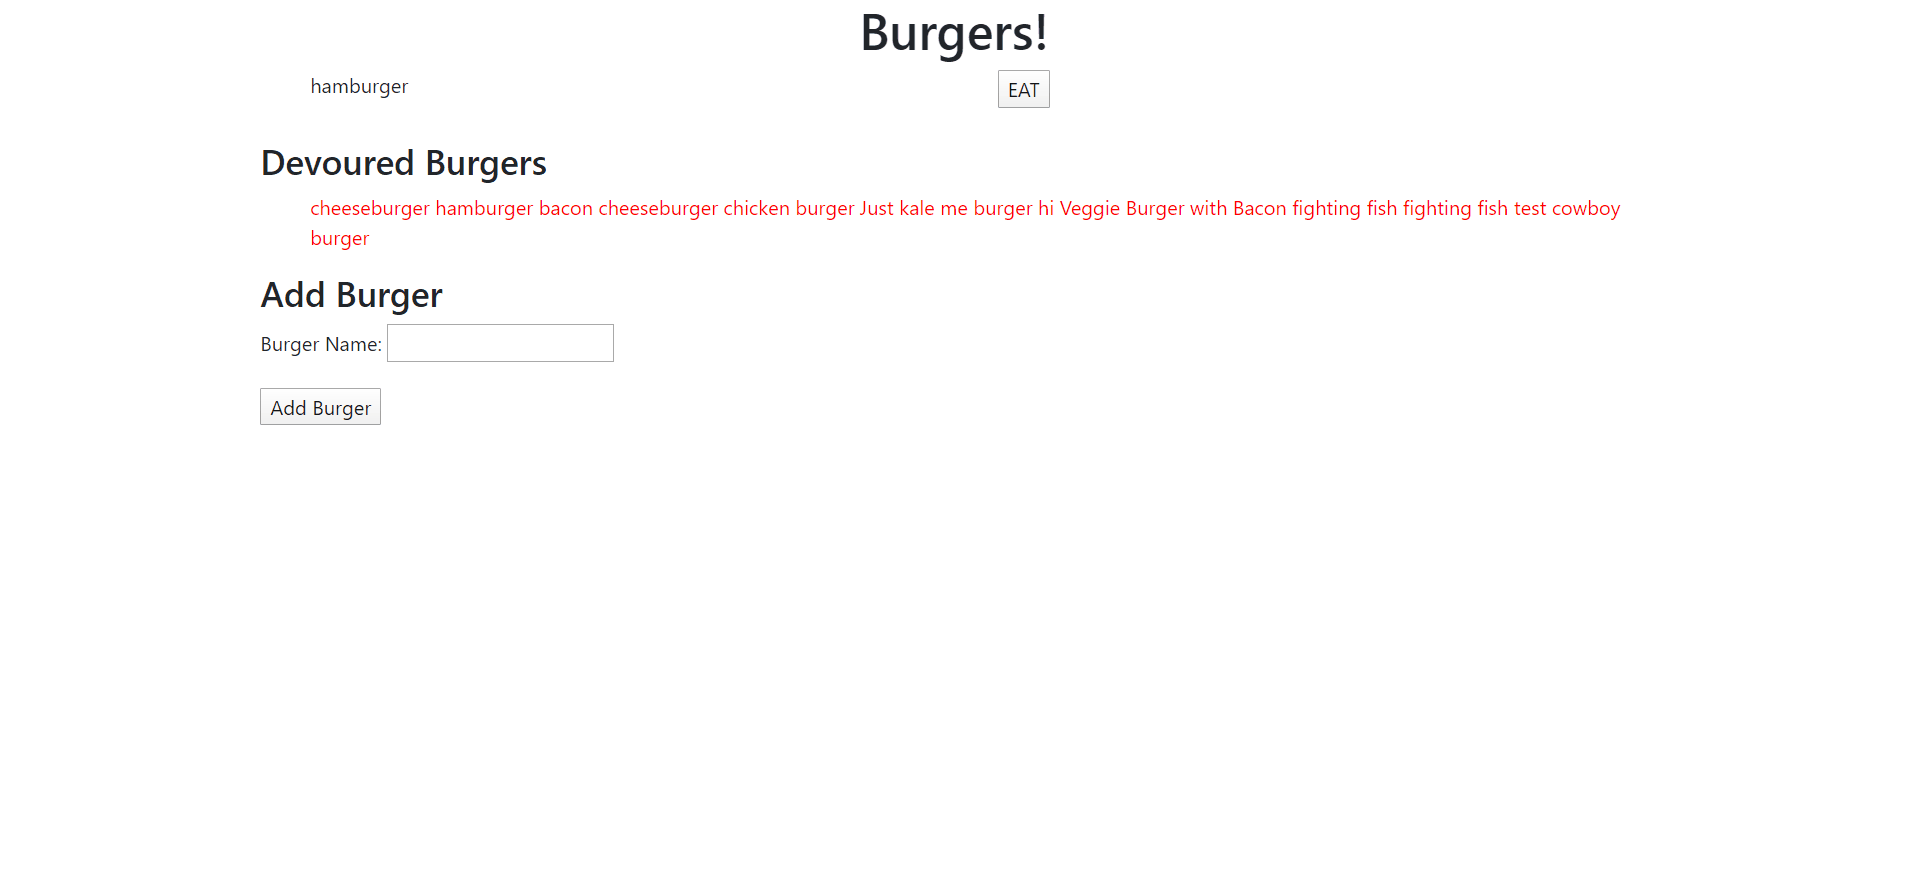 Burgers!
hamburger EAT
Devoured Burgers
cheeseburger hamburger bacon cheeseburger chicken burger Just kale me burger hi Veggie Burger with Bacon fighting fish fighting fish test cowboy
burger
Add Burger
Burger Name:
Add Burger